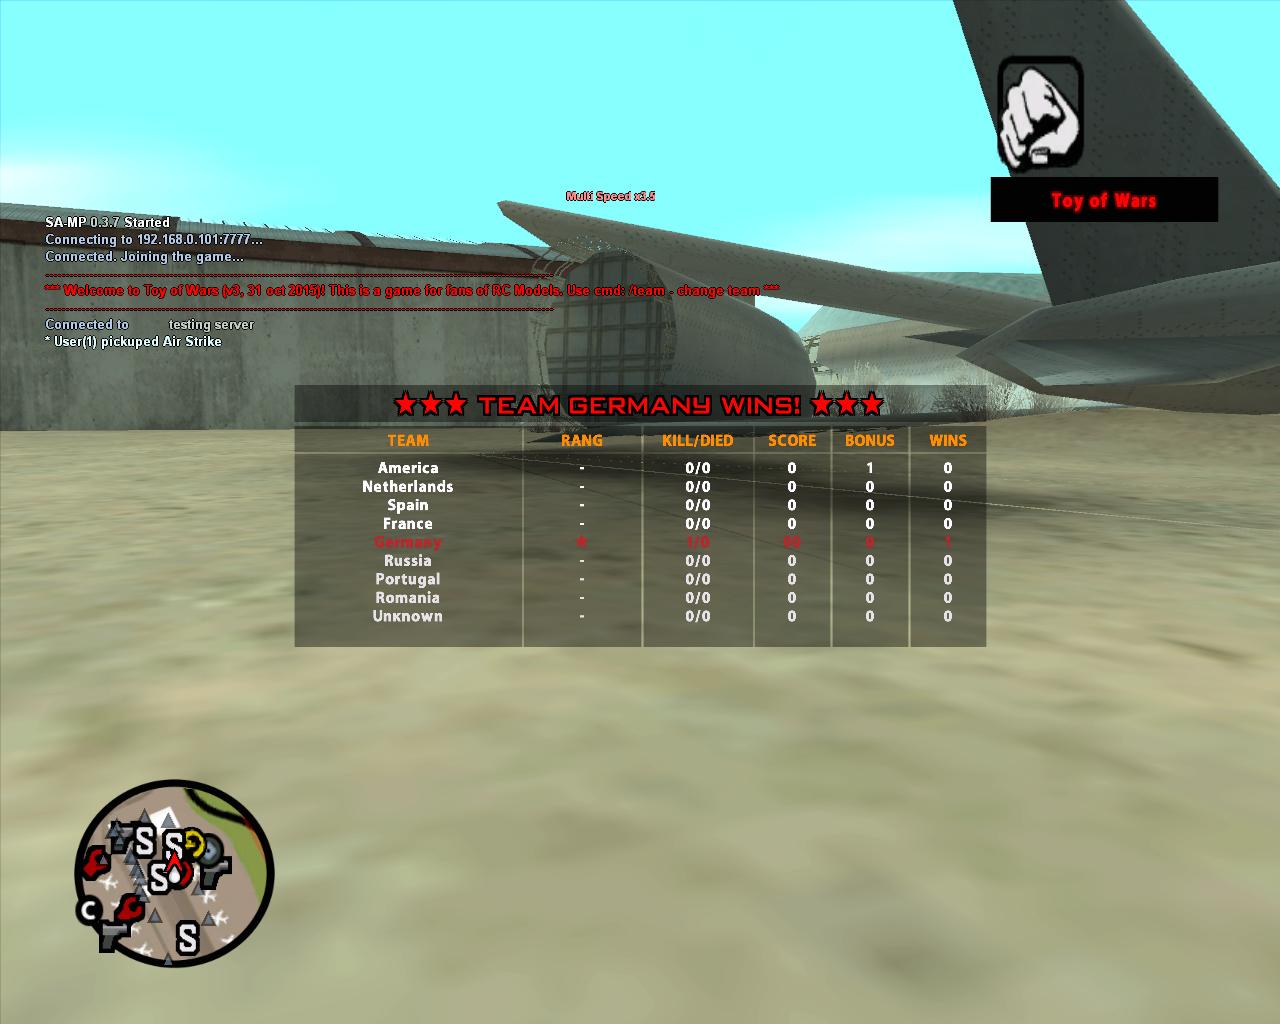 Toy of Wars
Multi Speed x3.5
SA-MP 0.3.7 Started
Connecting to 192.168.0.101:7777...
Connected. Joining the game...
*** Welcome to Toy of Wars (v3, 31 oct 2015)! This is a game for fans of RC Models. Use cmd: /team - change team ***
Connected to testing server
* User(1) pickuped Air Strike
★★★ TEAM GERMANY WINS! ★★★
TEAM RANG KILL/DIED SCORE BONUS WINS
America - 0/0 0 1 0
Netherlands - 0/0 0 0 0
Spain - 0/0 0 0 0
France - 0/0 0 0 0
Germany ★ 1/0 0 1
Russia - 0/0 0 0 0
Portugal - 0/0 0 0 0
Romania - 0/0 0 0 0
Unknown - 0/0 0 0 0
S S
S
C
S